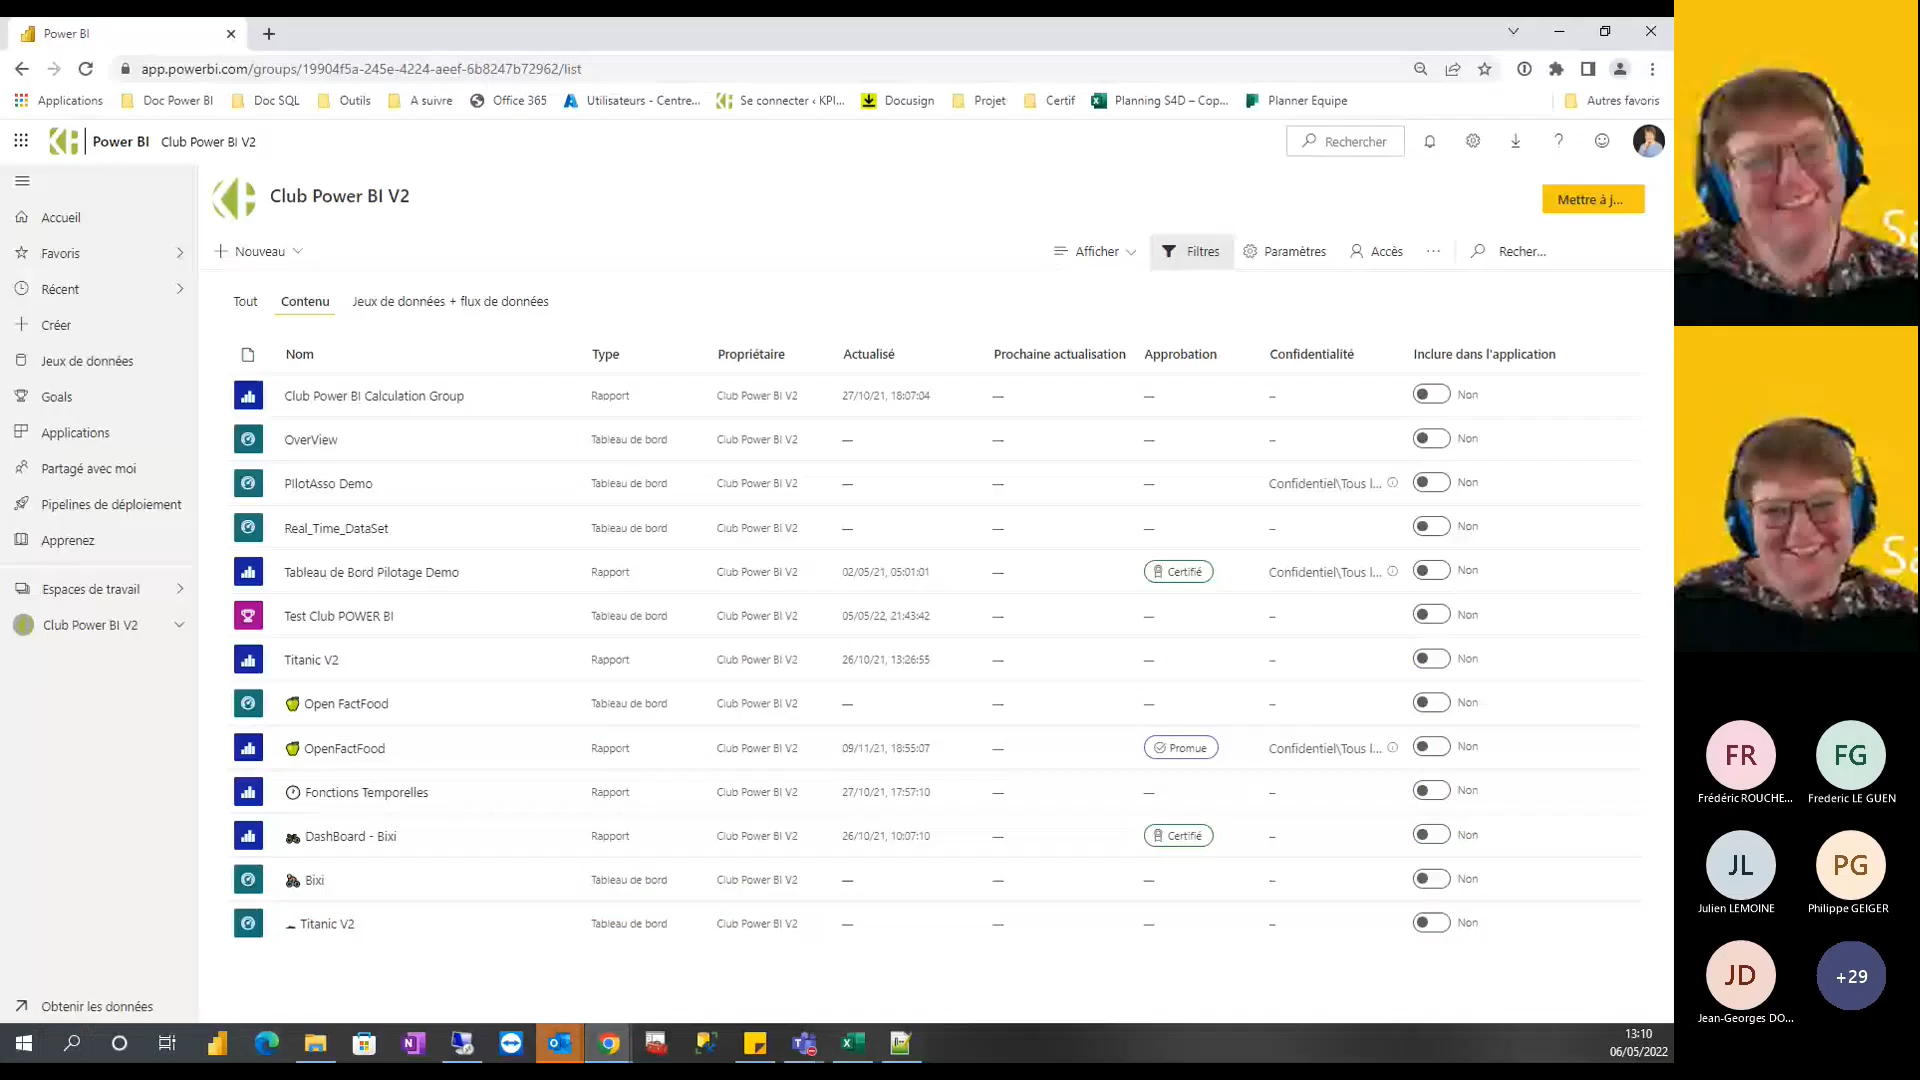 Power BI
app.powerbi.com/groups/19904f5a-245e-4224-aeef-6b8247b72962/list
Applications Doc Power BI Doc SQL Outils A suivre Office 365 Utilisateurs - Centre... Se connecter ‹ KPI... Docusign Projet Certif Planning S4D – Cop... Planner Equipe Autres favoris
Power BI Club Power BI V2 Rechercher
Club Power BI V2 Mettre à j...
Nouveau Afficher Filtres Paramètres Accès ... Recher...
Accueil
Favoris
Récent
Créer
Jeux de données
Goals
Applications
Partagé avec moi
Pipelines de déploiement
Apprenez
Espaces de travail
Club Power BI V2
Obtenir les données
Tout Contenu Jeux de données + flux de données
Nom Type Propriétaire Actualisé Prochaine actualisation Approbation Confidentialité Inclure dans l'application
Club Power BI Calculation Group Rapport Club Power BI V2 27/10/21, 18:07:04 — — – Non
OverView Tableau de bord Club Power BI V2 — — — – Non
PIlotAsso Demo Tableau de bord Club Power BI V2 — — — Confidentiel\Tous l... Non
Real_Time_DataSet Tableau de bord Club Power BI V2 — — — – Non
Tableau de Bord Pilotage Demo Rapport Club Power BI V2 02/05/21, 05:01:01 — Certifié Confidentiel\Tous l... Non
Test Club POWER BI Tableau de bord Club Power BI V2 05/05/22, 21:43:42 — — – Non
Titanic V2 Rapport Club Power BI V2 26/10/21, 13:26:55 — — – Non
Open FactFood Tableau de bord Club Power BI V2 — — — – Non
OpenFactFood Rapport Club Power BI V2 09/11/21, 18:55:07 — Promue Confidentiel\Tous l... Non
Fonctions Temporelles Rapport Club Power BI V2 27/10/21, 17:57:10 — — – Non
DashBoard - Bixi Rapport Club Power BI V2 26/10/21, 10:07:10 — Certifié – Non
Bixi Tableau de bord Club Power BI V2 — — — – Non
Titanic V2 Tableau de bord Club Power BI V2 — — — – Non
13:10
06/05/2022
Sa
Sa
FR FG
Frédéric ROUCHE... Frederic LE GUEN
JL PG
Julien LEMOINE Philippe GEIGER
JD +29
Jean-Georges DO...